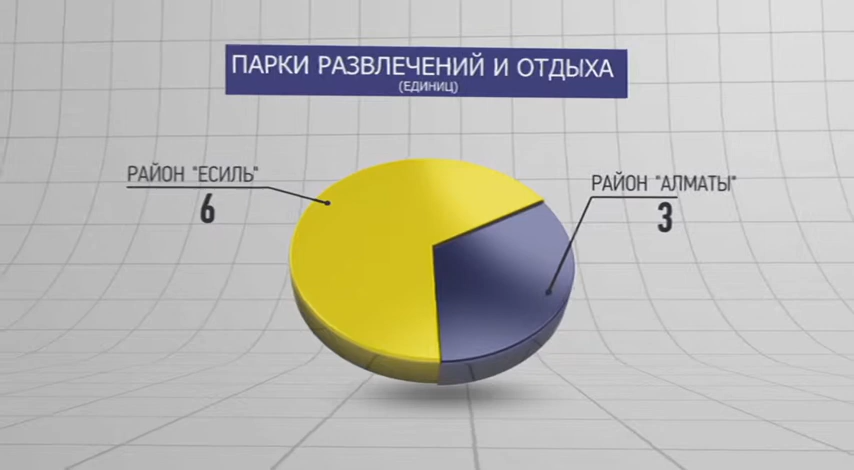 ПАРКИ РАЗВЛЕЧЕНИЙ И ОТДЫХА
(ЕДИНИЦ)
РАЙОН "ЕСИЛЬ"
6
РАЙОН "АЛМАТЫ"
3